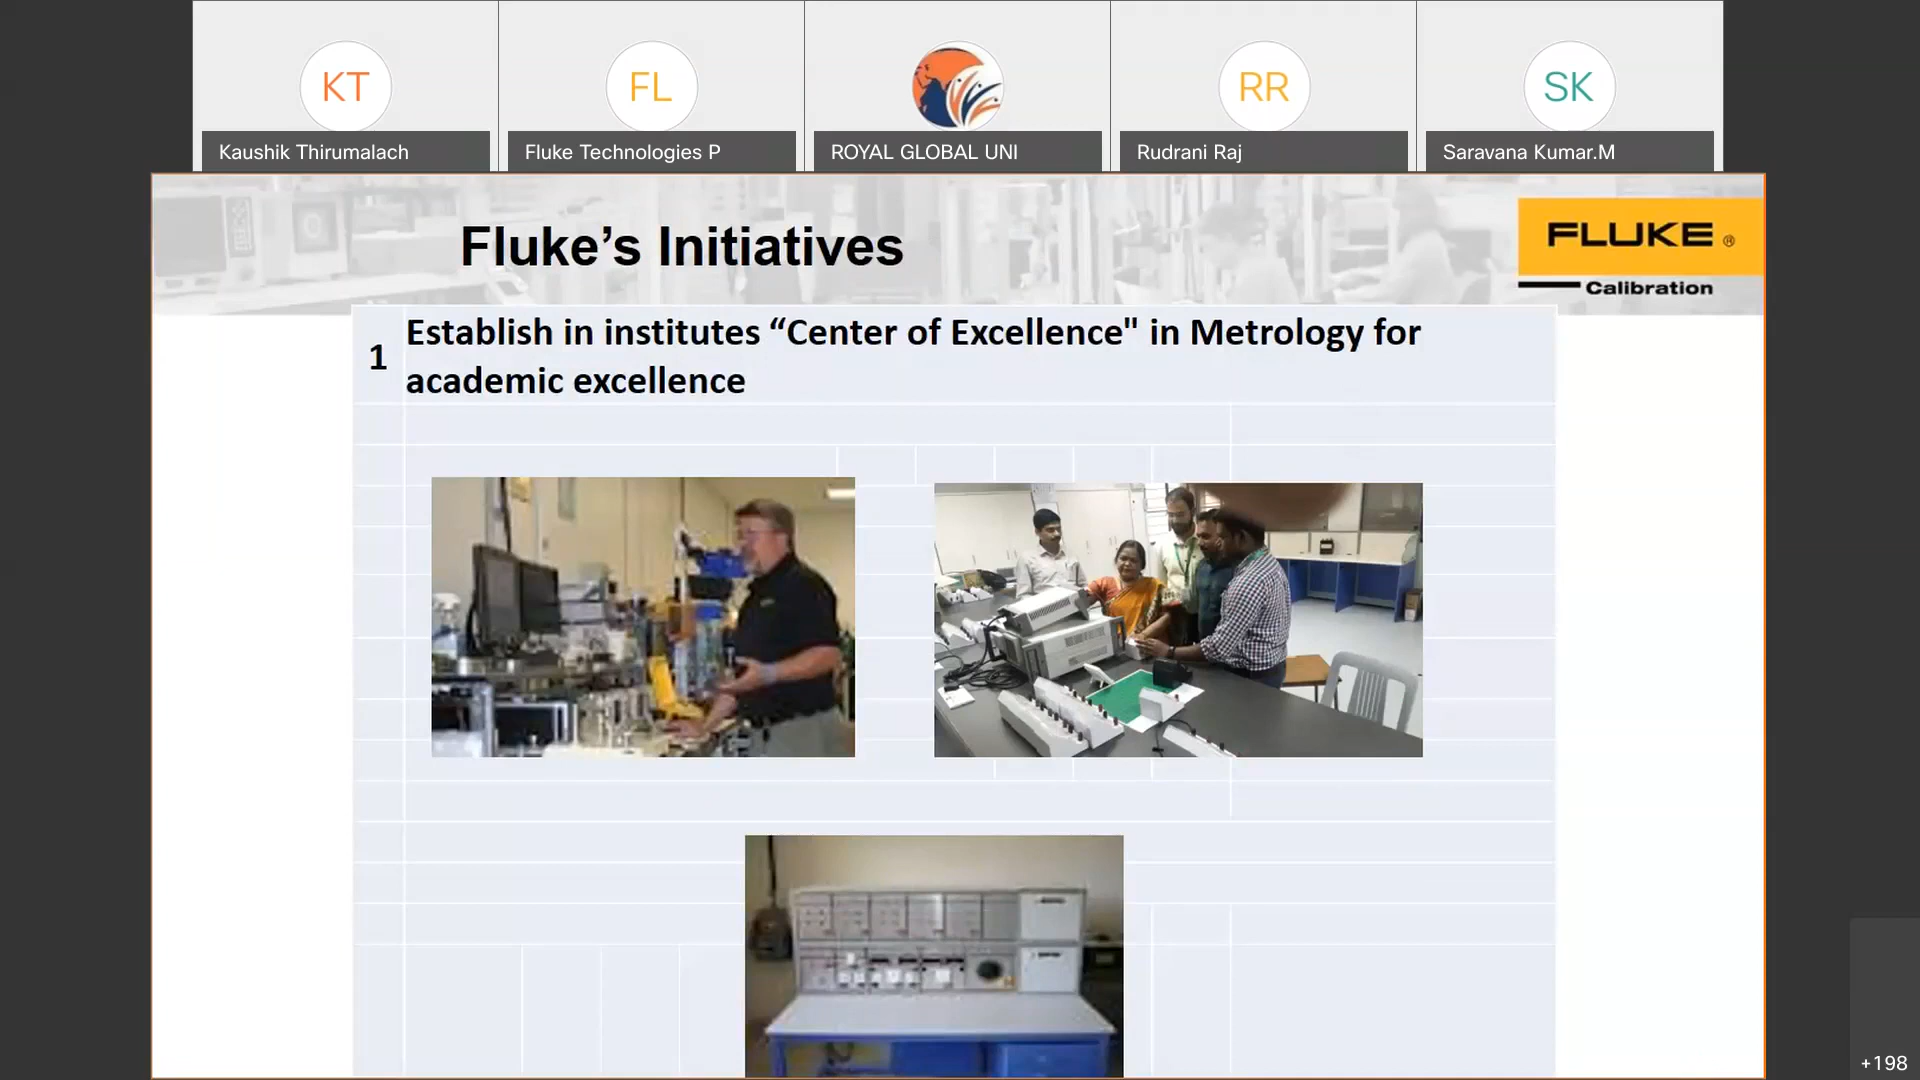 KT
FL
RR
SK
Kaushik Thirumalach
Fluke Technologies P
ROYAL GLOBAL UNI
Rudrani Raj
Saravana Kumar.M
Fluke’s Initiatives
FLUKE®
Calibration
1
Establish in institutes “Center of Excellence" in Metrology for
academic excellence
+198